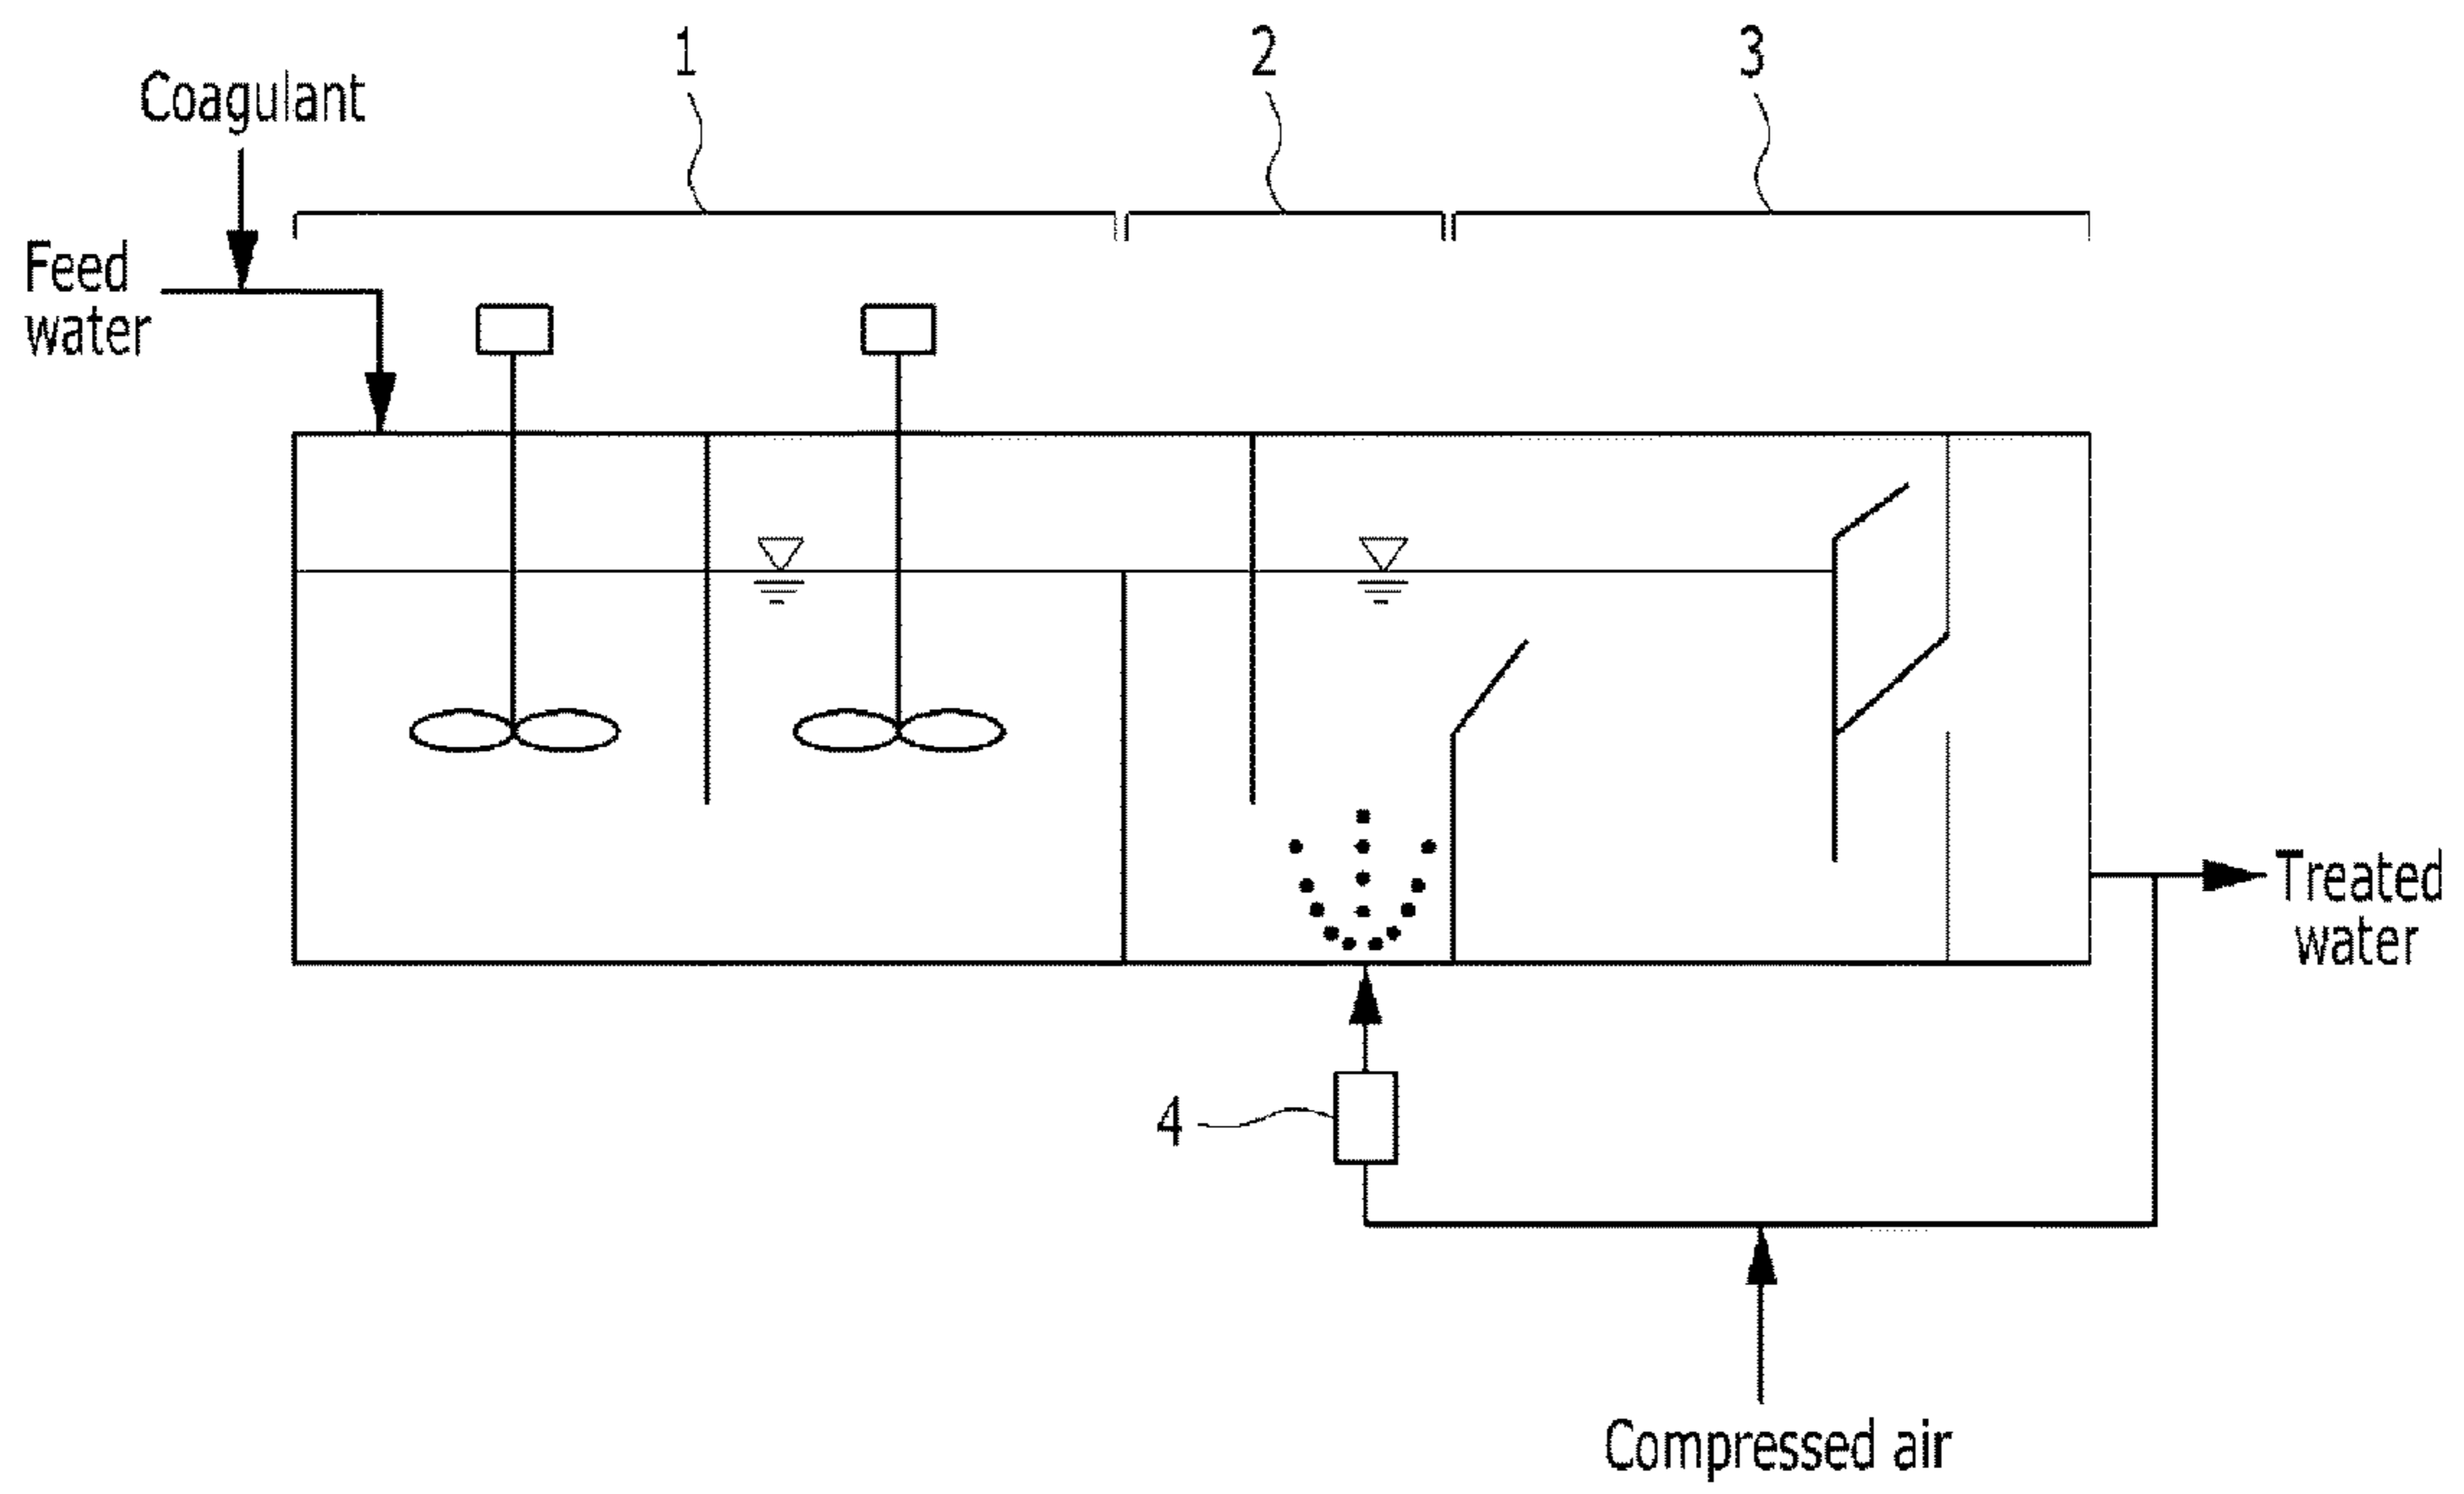 1
2
3
Coagulant
Feed
water
Treated
water
4
Compressed air